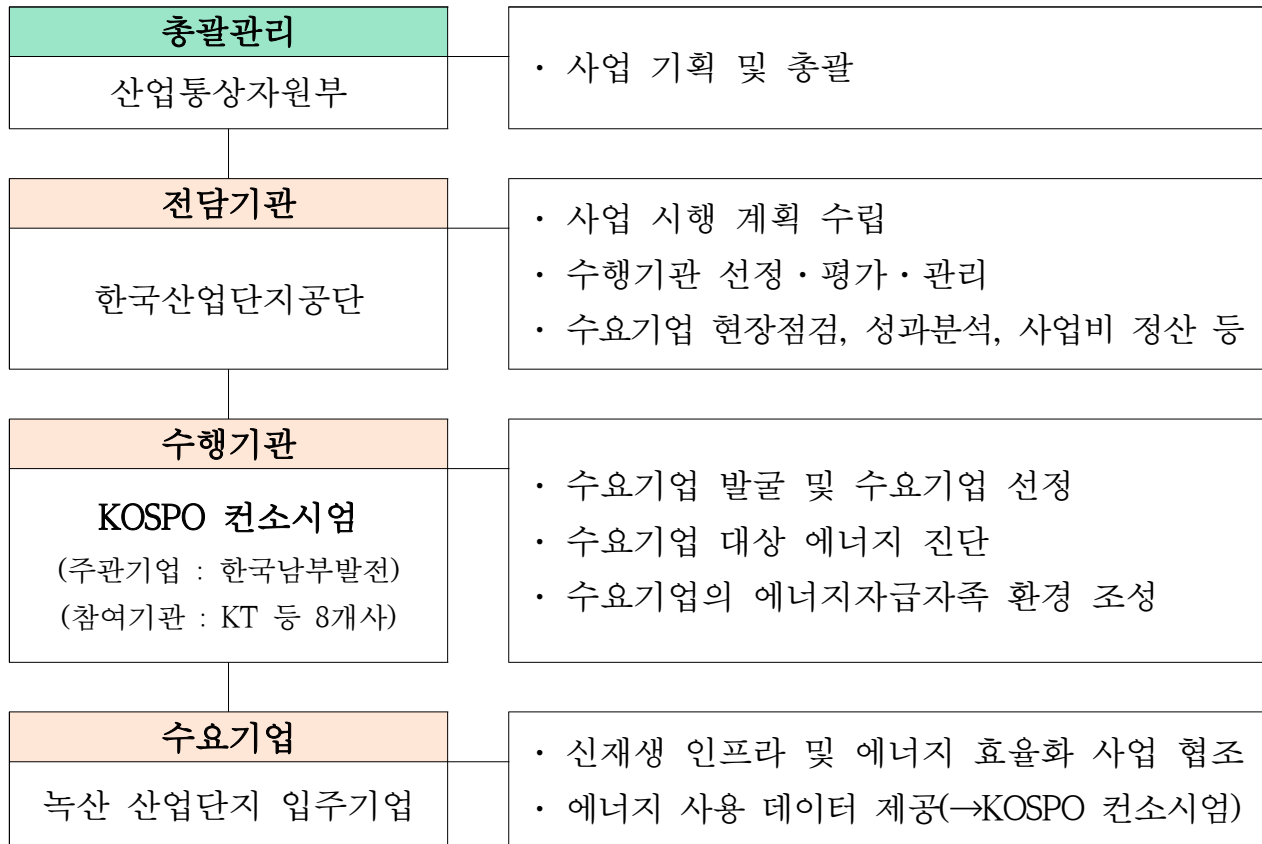 총괄관리
산업통상자원부
· 사업 기획 및 총괄
전담기관
한국산업단지공단
· 사업 시행 계획 수립
· 수행기관 선정·평가·관리
· 수요기업 현장점검, 성과분석, 사업비 정산 등
수행기관
KOSPO 컨소시엄
(주관기업 : 한국남부발전)
(참여기관 : KT 등 8개사)
· 수요기업 발굴 및 수요기업 선정
· 수요기업 대상 에너지 진단
· 수요기업의 에너지자급자족 환경 조성
수요기업
녹산 산업단지 입주기업
· 신재생 인프라 및 에너지 효율화 사업 협조
· 에너지 사용 데이터 제공(→KOSPO 컨소시엄)